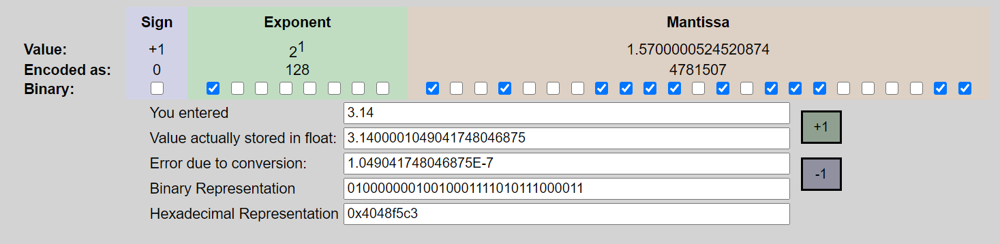 Sign Exponent Mantissa
Value: +1 2^1 1.5700000524520874
Encoded as: 0 128 4781507
Binary:
You entered 3.14
+1
Value actually stored in float: 3.1400001049041748046875
Error due to conversion: 1.049041748046875E-7
-1
Binary Representation 01000000010010001111010111000011
Hexadecimal Representation 0x4048f5c3